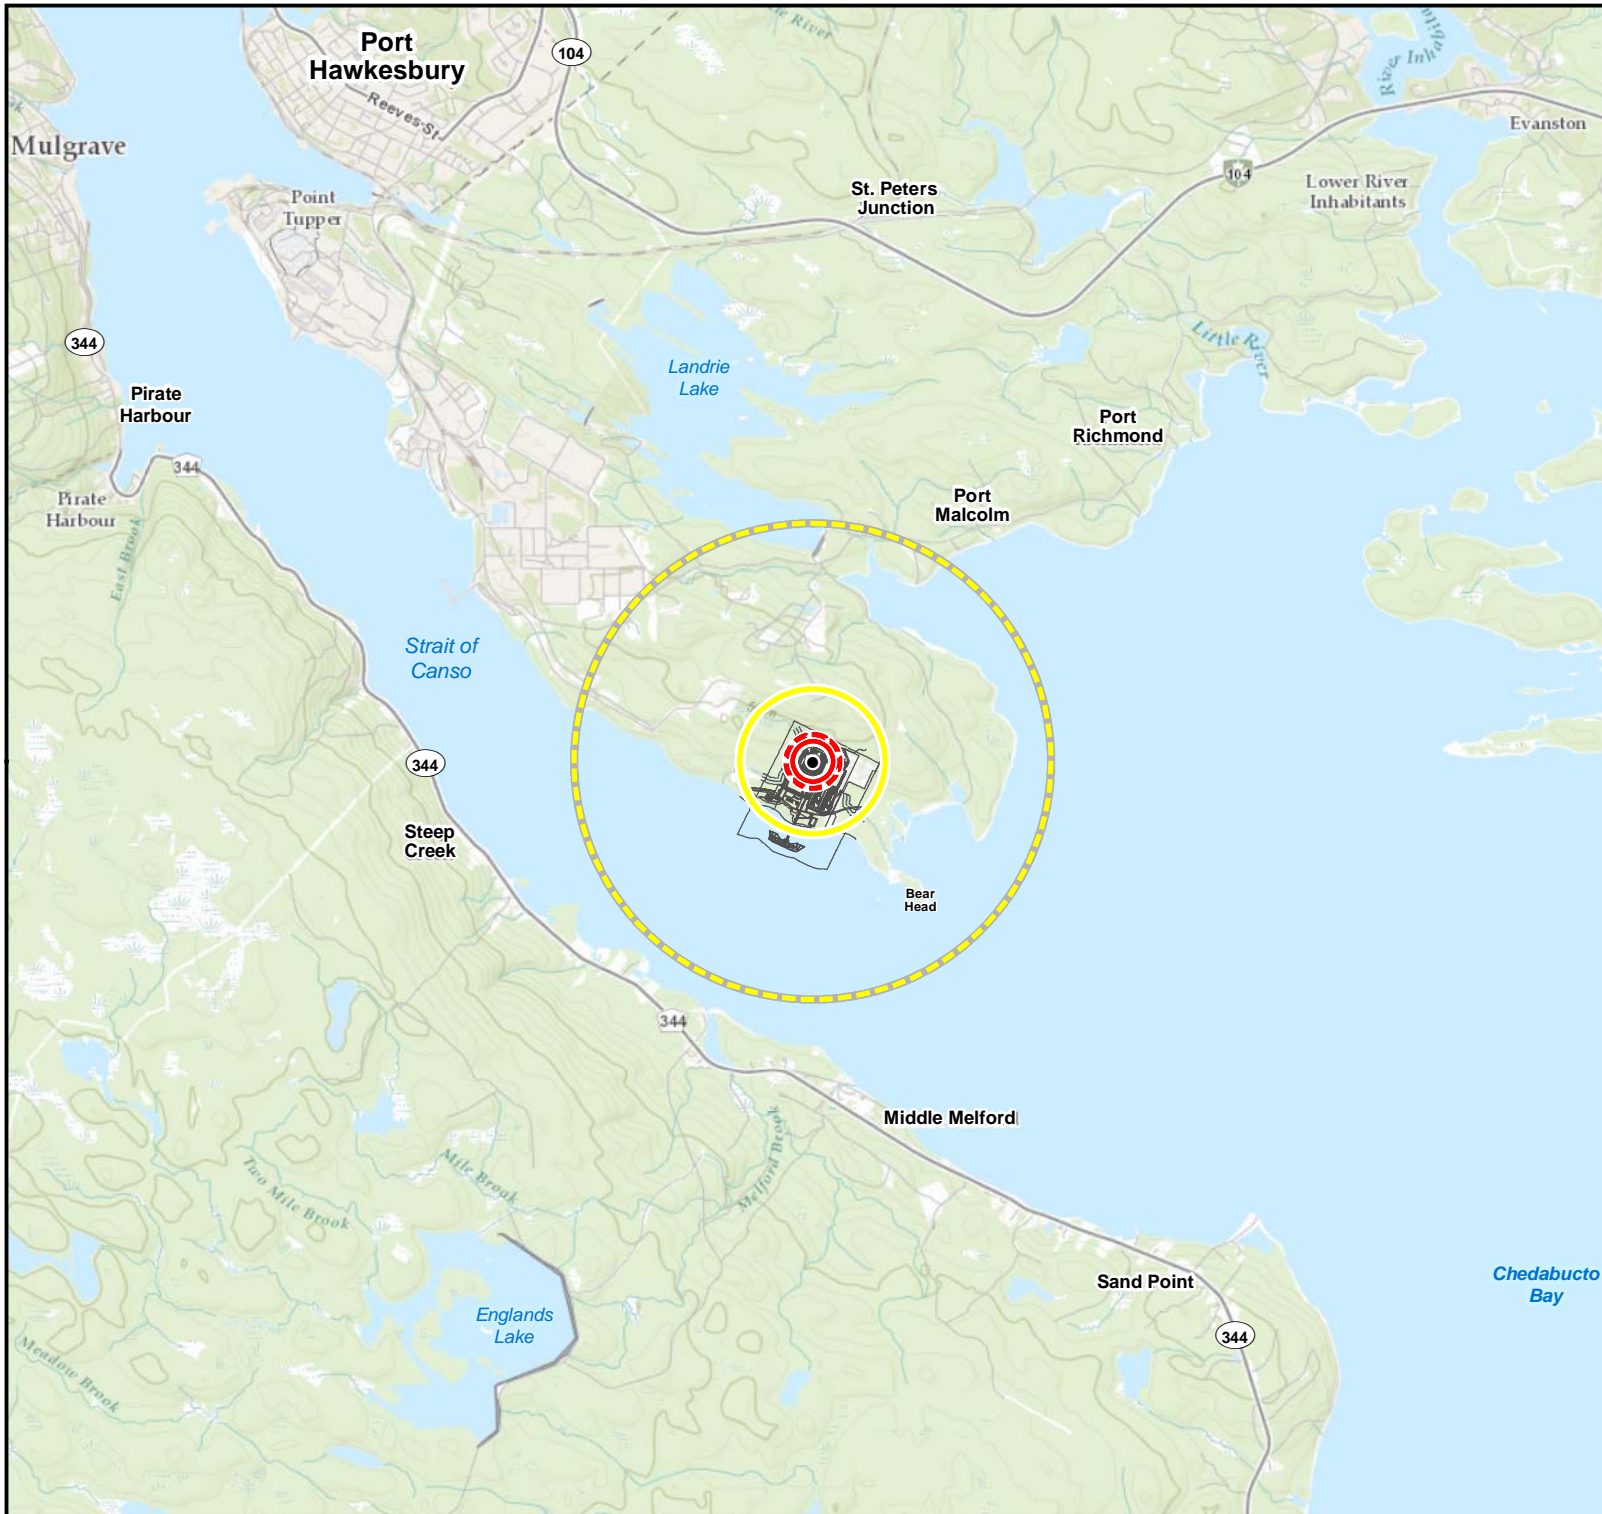 Port
Hawkesbury
104
Little River
River Inhabita
Reeves St
Evanston
Mulgrave
Point
Tupper
St. Peters
Junction
104
Lower River
Inhabitants
344
Little River
Landrie
Lake
Pirate
Harbour
Port
Richmond
344
Pirate
Harbour
Port
Malcolm
East Brook
Strait of
Canso
344
Steep
Creek
Bear
Head
344
Middle Melford
Melford Brook
Mile Brook
Two Mile Brook
Sand Point
Chedabucto
Bay
Englands
Lake
344
Meadow Brook